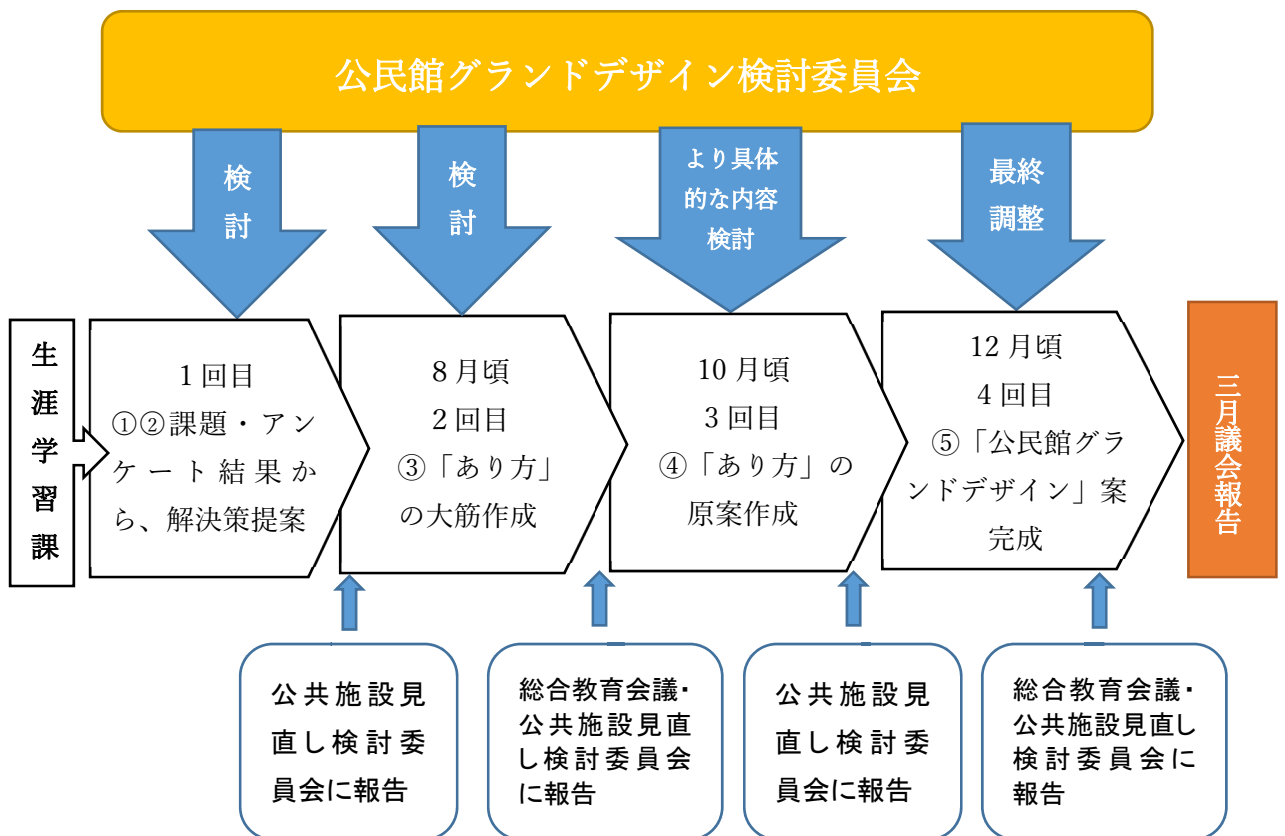 公民館グランドデザイン検討委員会
検
討
検
討
より具体
的な内容
検討
最終
調整
生
涯
学
習
課
1回目
①②課題・アン
ケート結果か
ら、解決策提案
8月頃
2回目
③「あり方」
の大筋作成
10月頃
3回目
④「あり方」の
原案作成
12月頃
4回目
⑤「公民館グラ
ンドデザイン」案
完成
三月議会報告
公共施設見
直し検討委
員会に報告
総合教育会議・
公共施設見直
し検討委員会
に報告
公共施設見
直し検討委
員会に報告
総合教育会議・
公共施設見直し
検討委員会に
報告